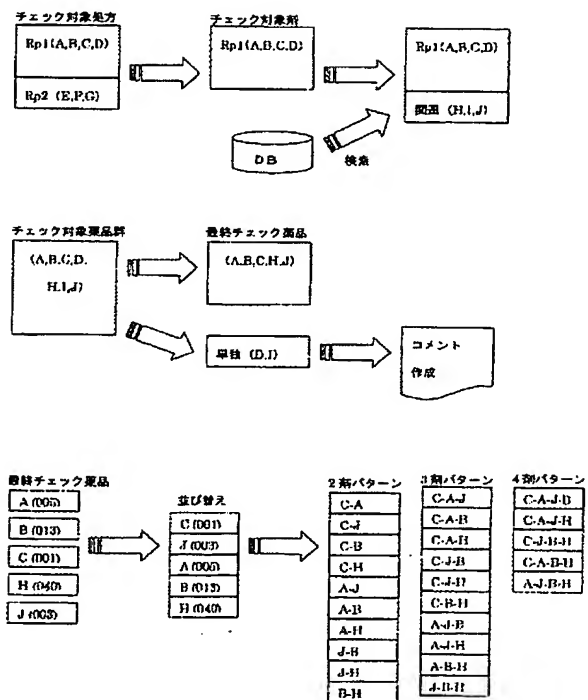 チェック対象処方
Rp1(A,B,C,D)
Rp2 (E,F,G)
チェック対象剤
Rp1(A,B,C,D)
Rp1(A,B,C,D)
関連 (H,I,J)
DB
検索
チェック対象薬品群
(A,B,C,D.
H,I,J)
最終チェック薬品
(A,B,C,H,J)
単独 (D,I)
コメント
作成
最終チェック薬品
A (005)
B (013)
C (001)
H (040)
J (003)
並び替え
C (001)
J (003)
A (005)
B (013)
H (040)
2剤パターン
C-A
C-J
C-B
C-H
A-J
A-B
A-H
J-B
J-H
B-H
3剤パターン
C-A-J
C-A-B
C-A-H
C-J-B
C-J-H
C-B-H
A-J-B
A-J-H
A-B-H
J-B-H
4剤パターン
C-A-J-B
C-A-J-H
C-J-B-H
C-A-B-H
A-J-B-H